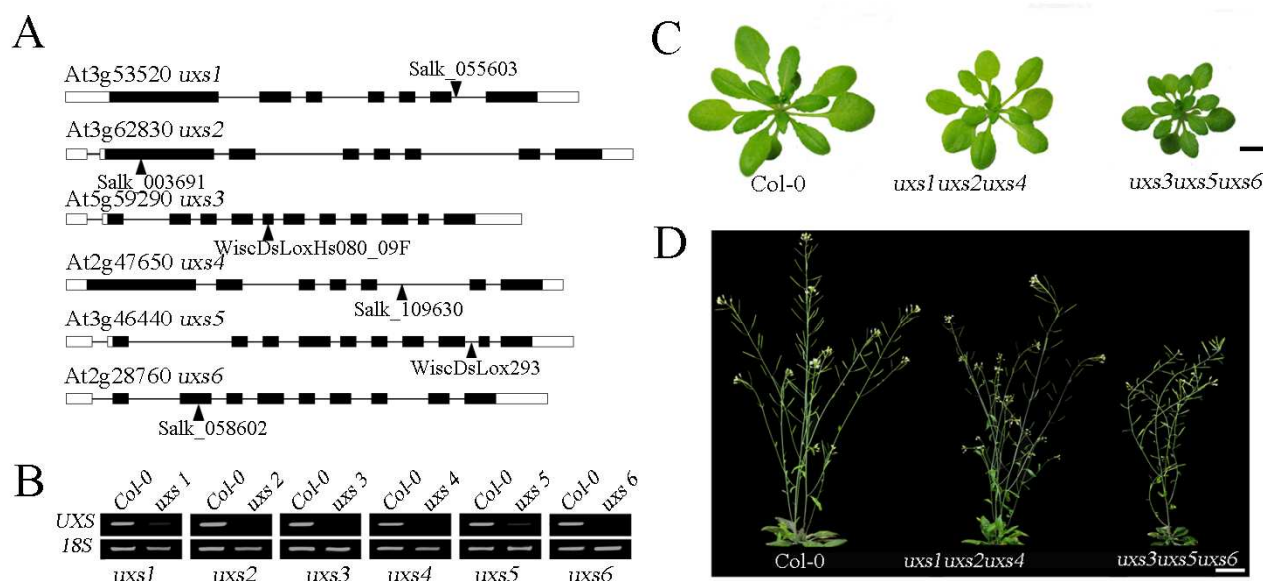 A
At3g53520 uxs1
Salk_055603
At3g62830 uxs2
Salk_003691
At5g59290 uxs3
WiscDsLoxHs080_09F
At2g47650 uxs4
Salk_109630
At3g46440 uxs5
WiscDsLox293
At2g28760 uxs6
Salk_058602
B
Col-0 uxs 1 Col-0 uxs 2 Col-0 uxs 3 Col-0 uxs 4 Col-0 uxs 5 Col-0 uxs 6
UXS
18S
uxs1 uxs2 uxs3 uxs4 uxs5 uxs6
C
Col-0 uxs1uxs2uxs4 uxs3uxs5uxs6
D
Col-0 uxs1uxs2uxs4 uxs3uxs5uxs6